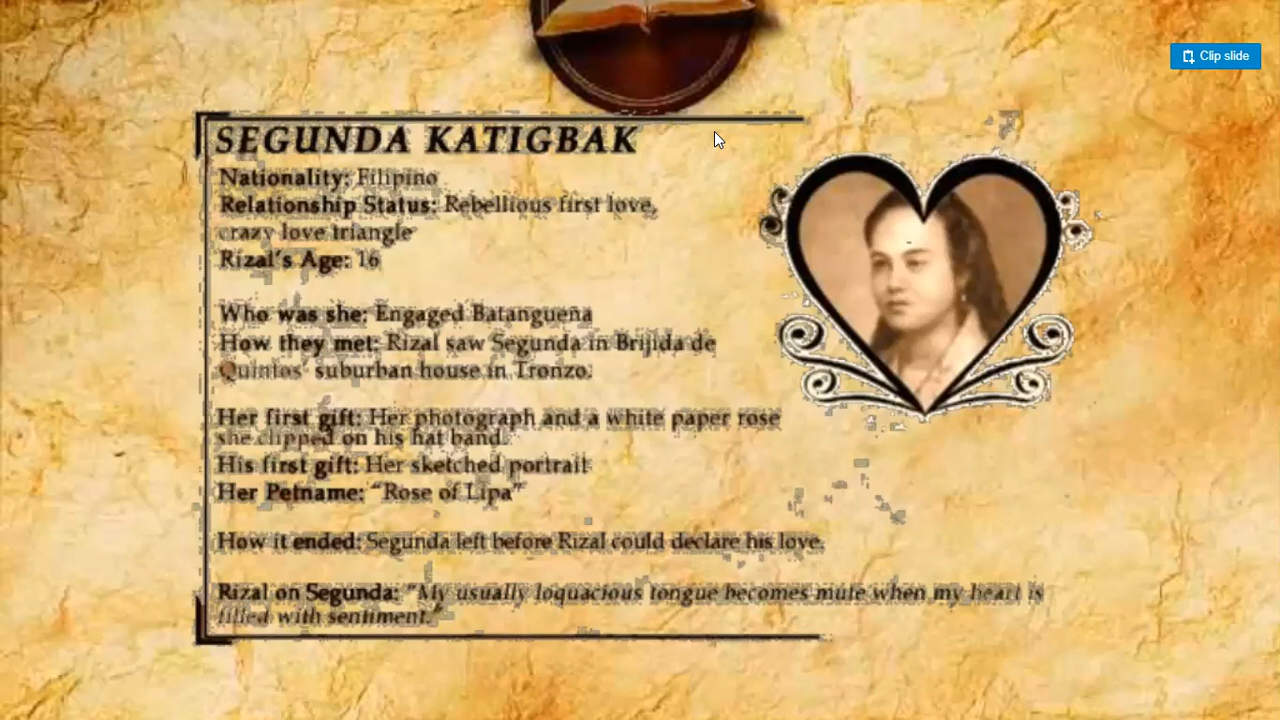 Clip slide
SEGUNDA KATIGBAK
Nationality: Filipino
Relationship Status: Rebellious first love,
crazy love triangle
Rizal's Age: 16
Who was she: Engaged Batangueña
How they met: Rizal saw Segunda in Brijida de
Quintos' suburban house in Tronzo.
Her first gift: Her photograph and a white paper rose
she clipped on his hat band.
His first gift: Her sketched portrait
Her Petname: "Rose of Lipa"
How it ended: Segunda left before Rizal could declare his love.
Rizal on Segunda: "My usually loquacious tongue becomes mute when my heart is
filled with sentiment."